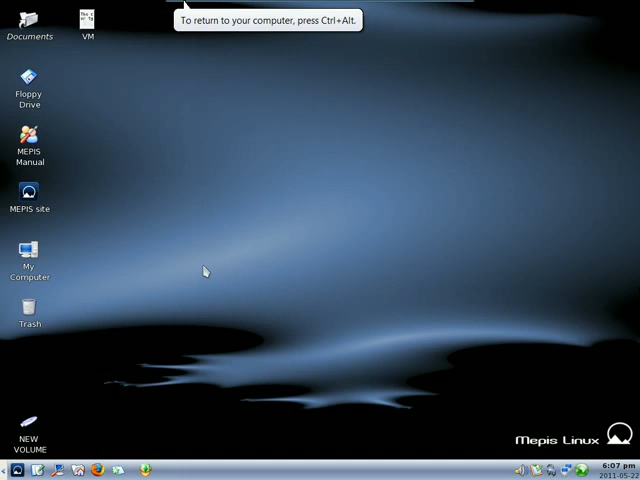 To return to your computer, press Ctrl+Alt.
Documents
VM
Floppy
Drive
MEPIS
Manual
MEPIS site
My
Computer
Trash
NEW
VOLUME
Mepis Linux
6:07 pm
2011-05-22